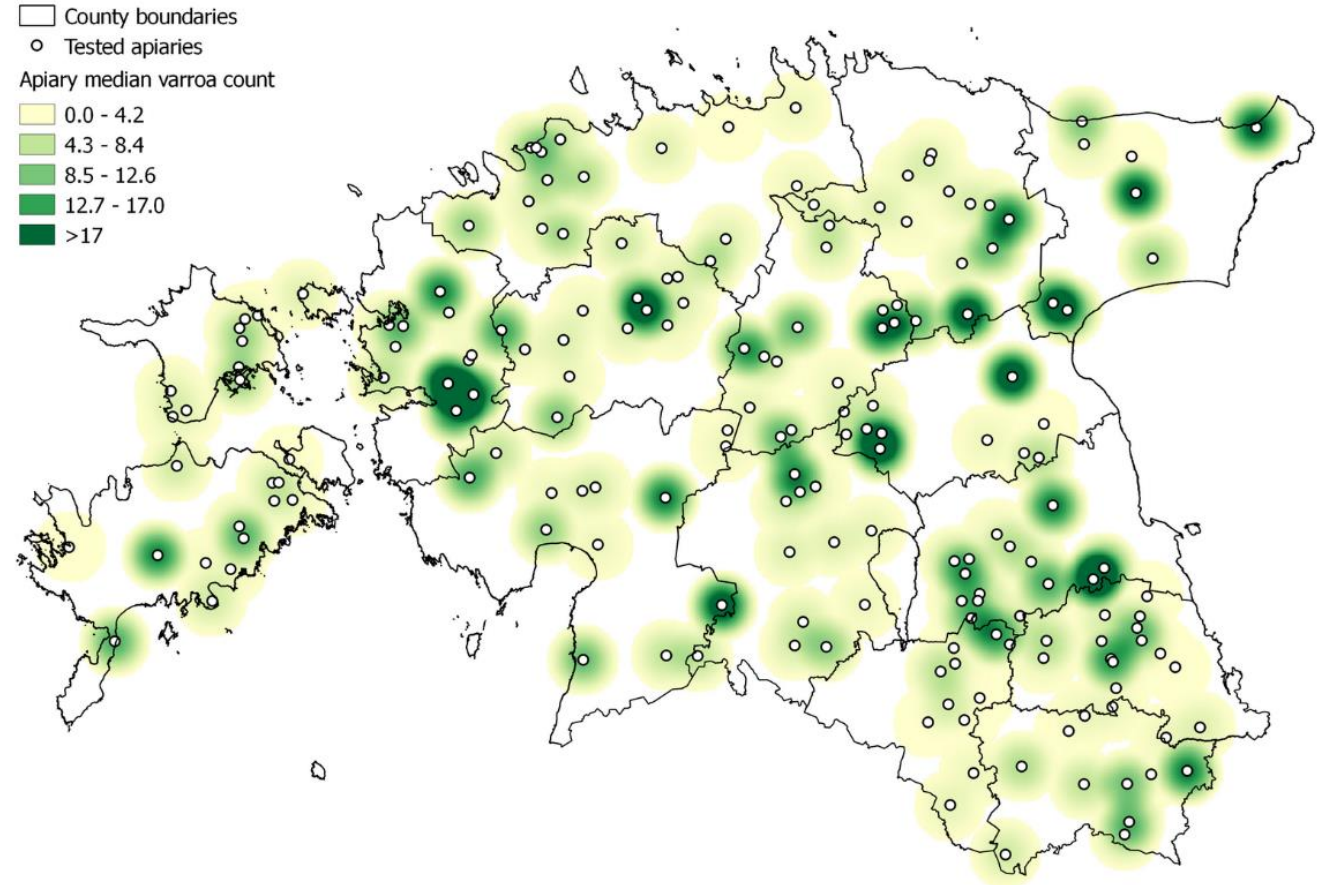 County boundaries
Tested apiaries
Apiary median varroa count
0.0 - 4.2
4.3 - 8.4
8.5 - 12.6
12.7 - 17.0
>17